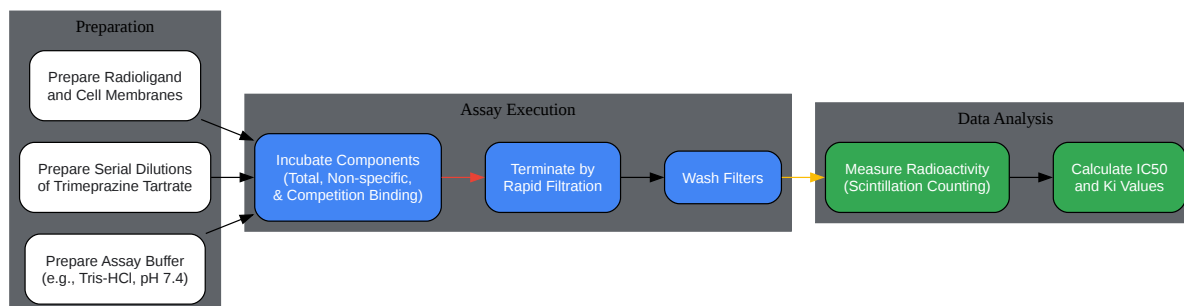 Preparation
Prepare Radioligand
and Cell Membranes
Prepare Serial Dilutions
of Trimeprazine Tartrate
Prepare Assay Buffer
(e.g., Tris-HCl, pH 7.4)
Assay Execution
Incubate Components
(Total, Non-specific,
& Competition Binding)
Terminate by
Rapid Filtration
Wash Filters
Data Analysis
Measure Radioactivity
(Scintillation Counting)
Calculate IC50
and Ki Values